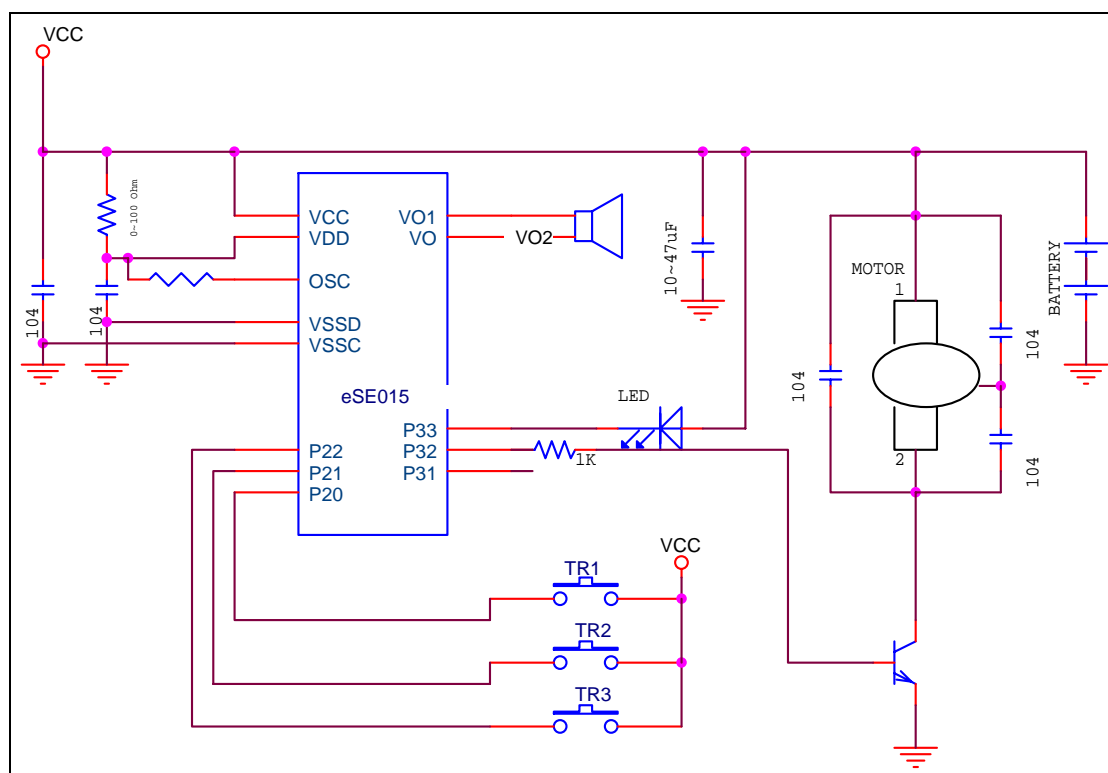 VCC
0~100 Ohm
104
104
VCC
VDD
OSC
VSSD
VSSC
VO1
VO
VO2
eSE015
P33
P32
P31
P22
P21
P20
LED
1K
10~47uF
MOTOR
1
2
104
104
104
BATTERY
VCC
TR1
TR2
TR3